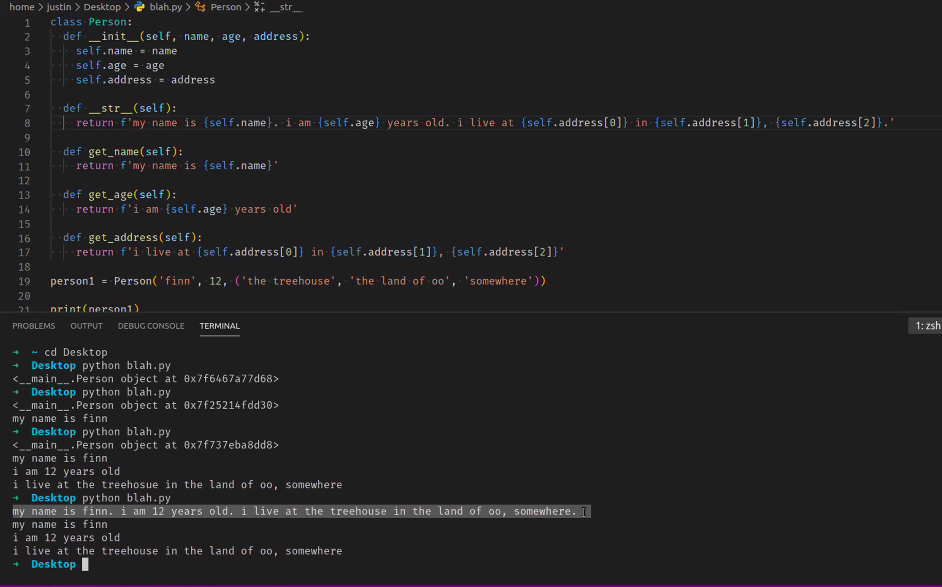 home > justin > Desktop > blah.py > Person > __str__
1 class Person:
2 def __init__(self, name, age, address):
3 self.name = name
4 self.age = age
5 self.address = address
6
7 def __str__(self):
8 return f'my name is {self.name}. i am {self.age} years old. i live at {self.address[0]} in {self.address[1]}, {self.address[2]}.'
9
10 def get_name(self):
11 return f'my name is {self.name}'
12
13 def get_age(self):
14 return f'i am {self.age} years old'
15
16 def get_address(self):
17 return f'i live at {self.address[0]} in {self.address[1]}, {self.address[2]}'
18
19 person1 = Person('finn', 12, ('the treehouse', 'the land of oo', 'somewhere'))
20
21 print(person1)
PROBLEMS OUTPUT DEBUG CONSOLE TERMINAL 1: zsh
→ ~ cd Desktop
→ Desktop python blah.py
<__main__.Person object at 0x7f6467a77d68>
→ Desktop python blah.py
<__main__.Person object at 0x7f25214fdd30>
my name is finn
→ Desktop python blah.py
<__main__.Person object at 0x7f737eba8dd8>
my name is finn
i am 12 years old
i live at the treehosue in the land of oo, somewhere
→ Desktop python blah.py
my name is finn. i am 12 years old. i live at the treehouse in the land of oo, somewhere.
my name is finn
i am 12 years old
i live at the treehouse in the land of oo, somewhere
→ Desktop